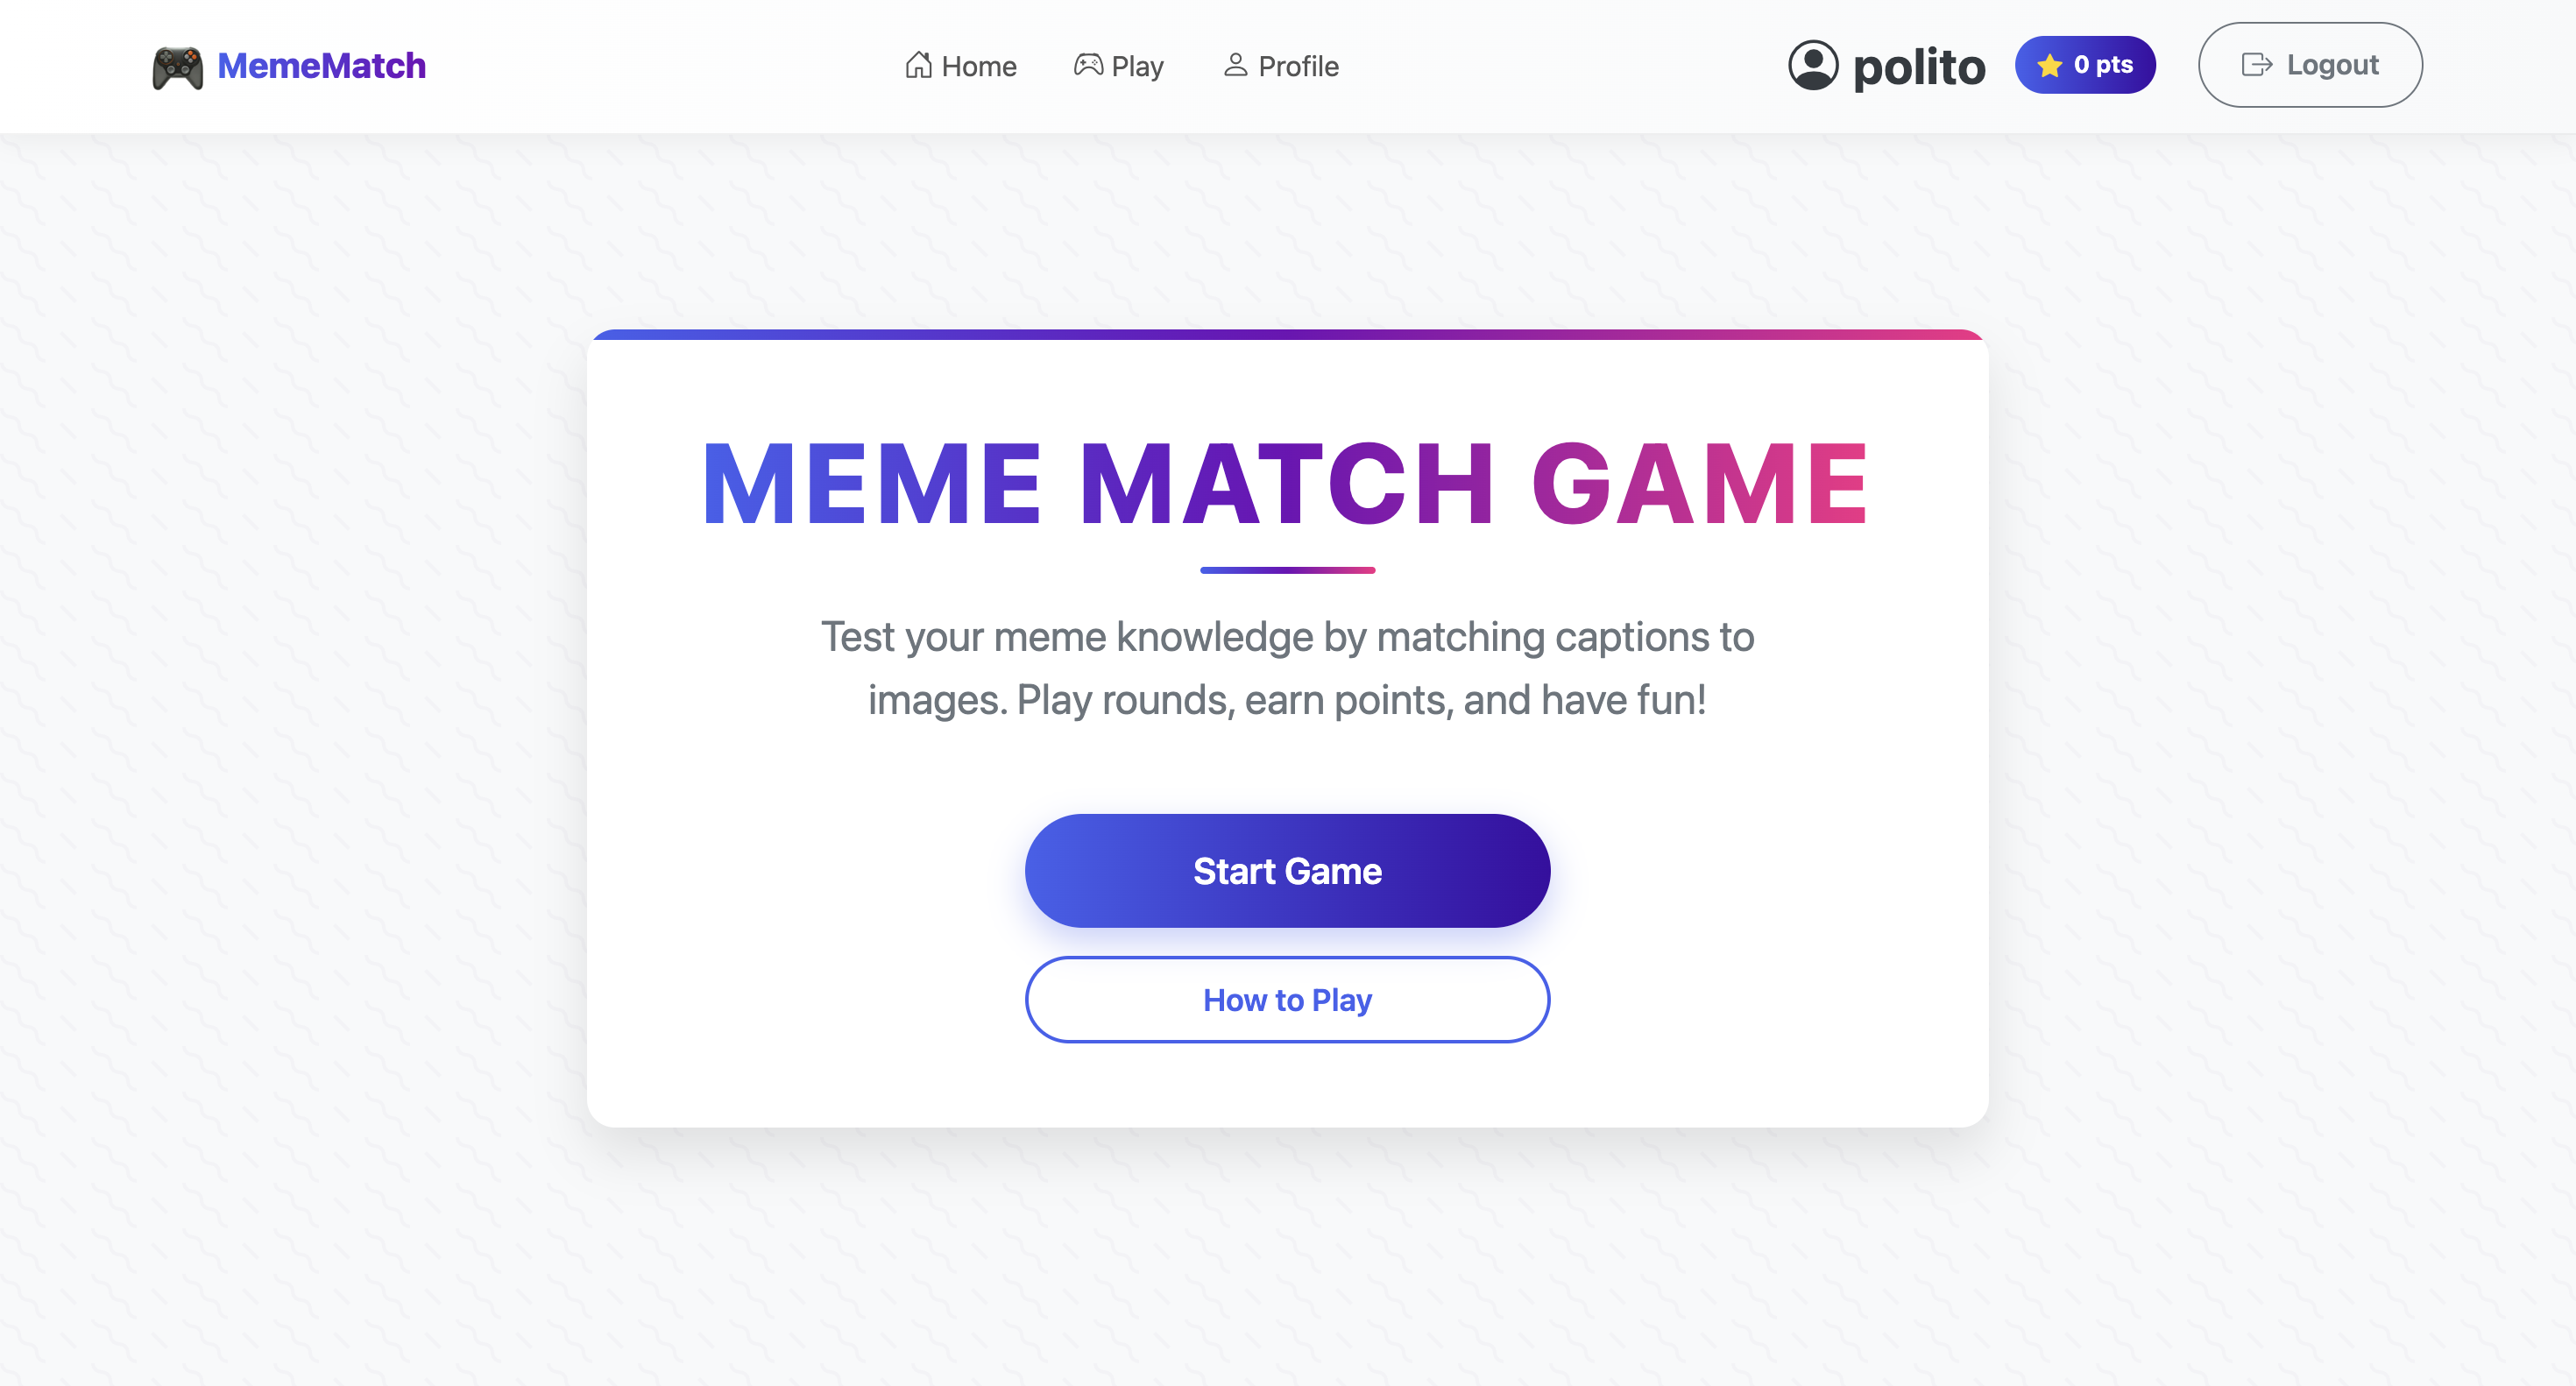 MemeMatch
Home
Play
Profile
polito
0 pts
Logout
MEME MATCH GAME
Test your meme knowledge by matching captions to
images. Play rounds, earn points, and have fun!
Start Game
How to Play